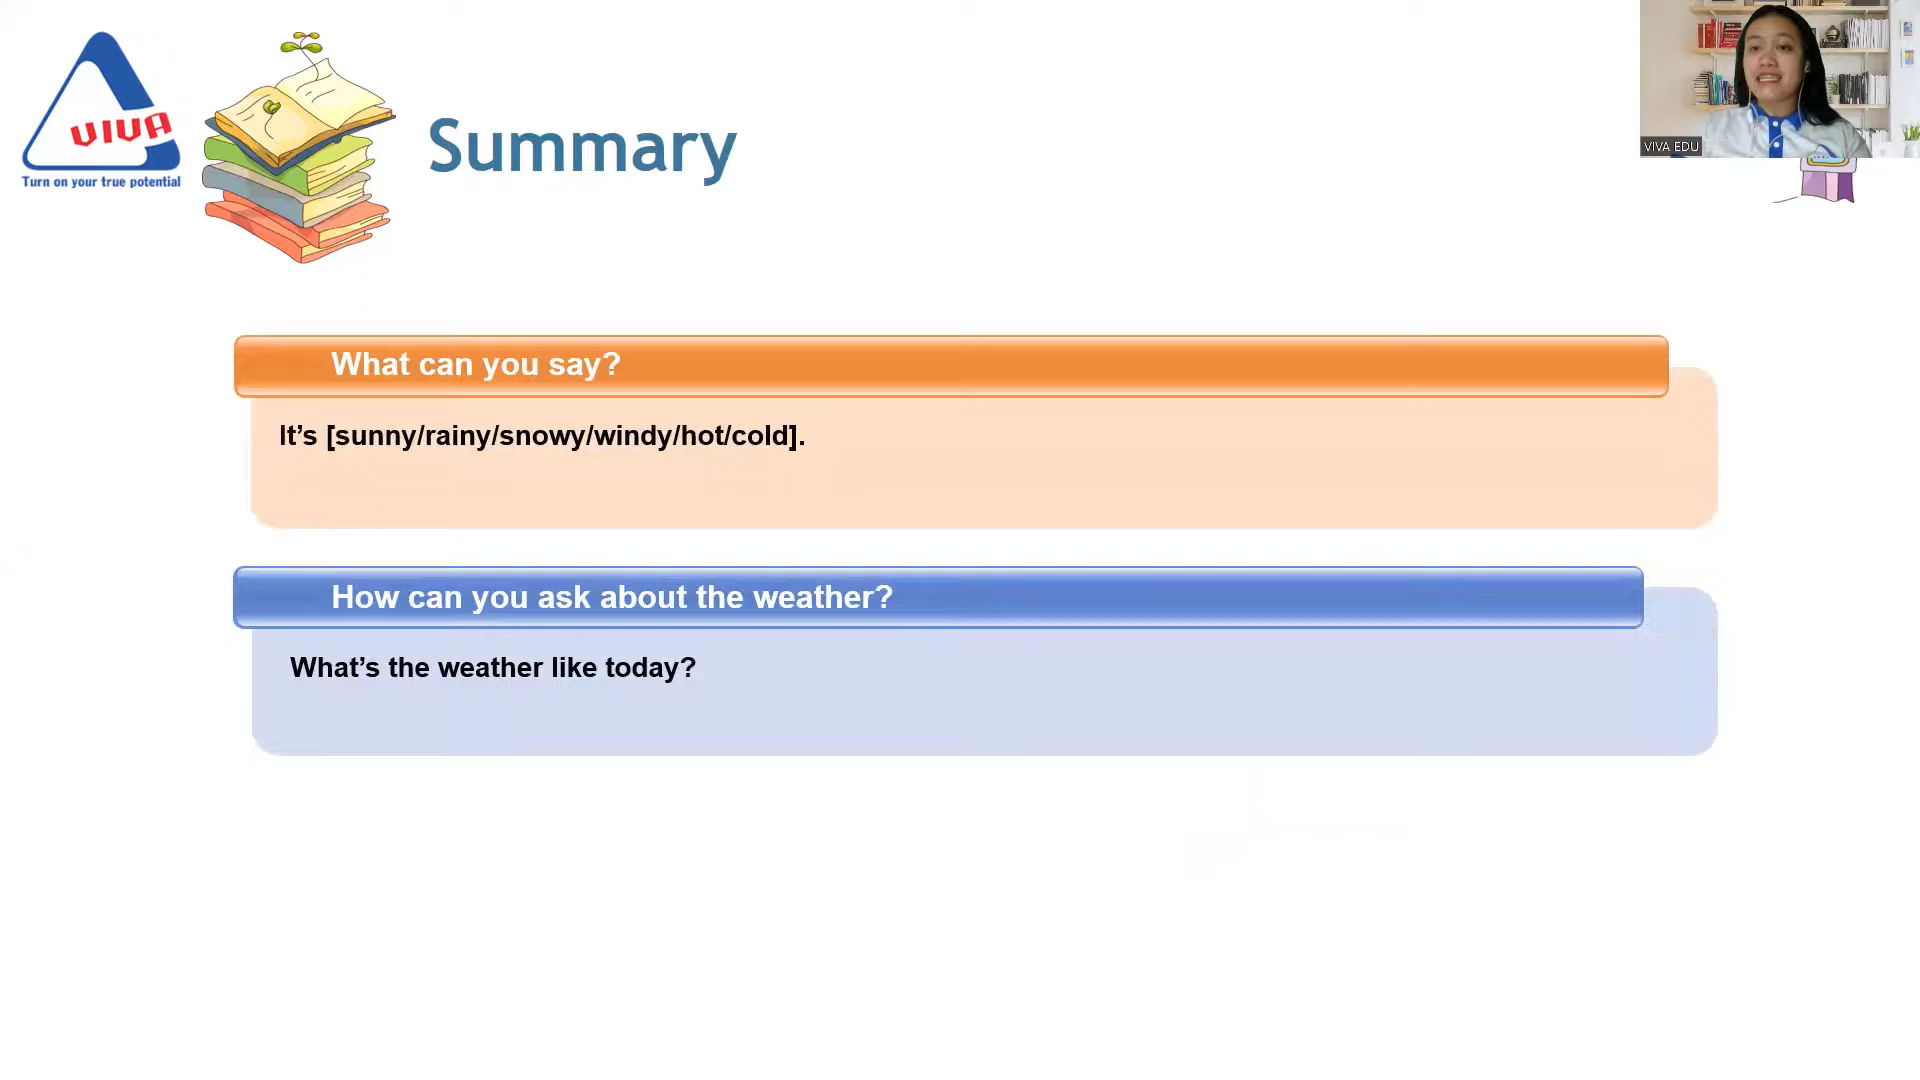 VIVA
Turn on your true potential
Summary
VIVA EDU
What can you say?
It’s [sunny/rainy/snowy/windy/hot/cold].
How can you ask about the weather?
What’s the weather like today?